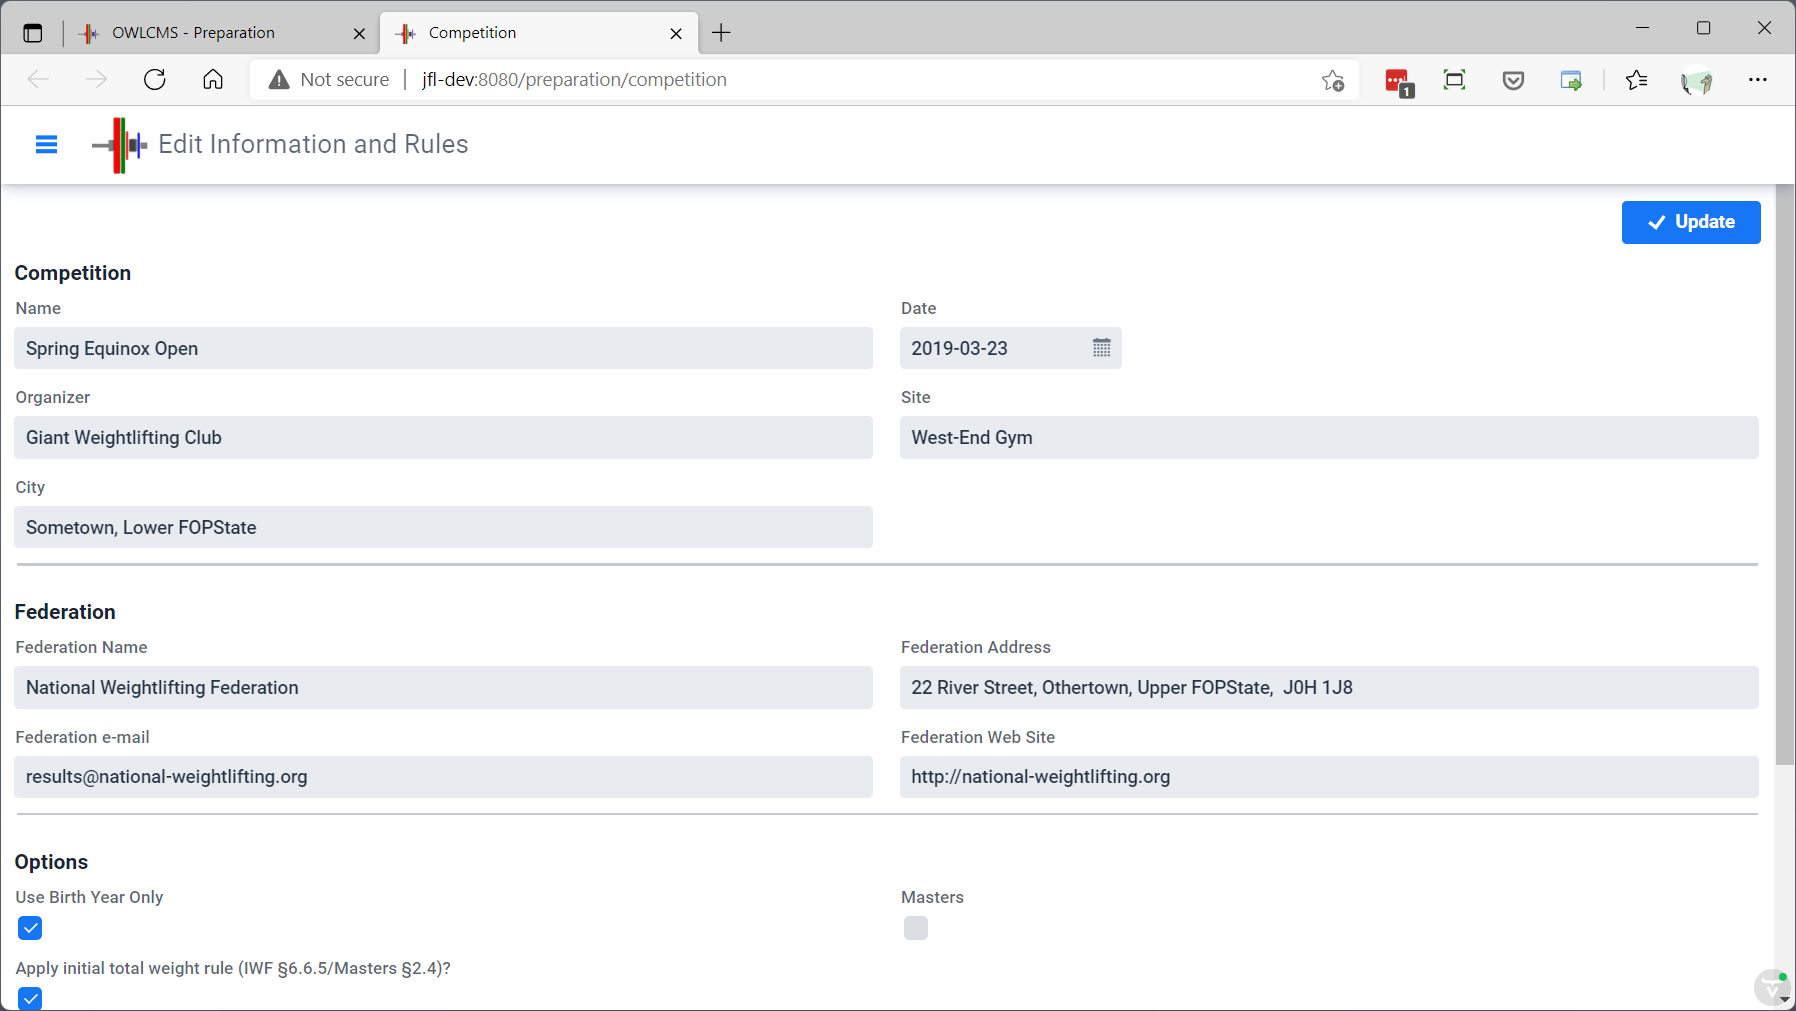 OWLCMS - Preparation
Competition
Not secure
jfl-dev:8080/preparation/competition
1
Edit Information and Rules
Update
Competition
Name
Date
Spring Equinox Open
2019-03-23
Organizer
Site
Giant Weightlifting Club
West-End Gym
City
Sometown, Lower FOPState
Federation
Federation Name
Federation Address
National Weightlifting Federation
22 River Street, Othertown, Upper FOPState,  J0H 1J8
Federation e-mail
Federation Web Site
results@national-weightlifting.org
http://national-weightlifting.org
Options
Use Birth Year Only
Masters
Apply initial total weight rule (IWF §6.6.5/Masters §2.4)?